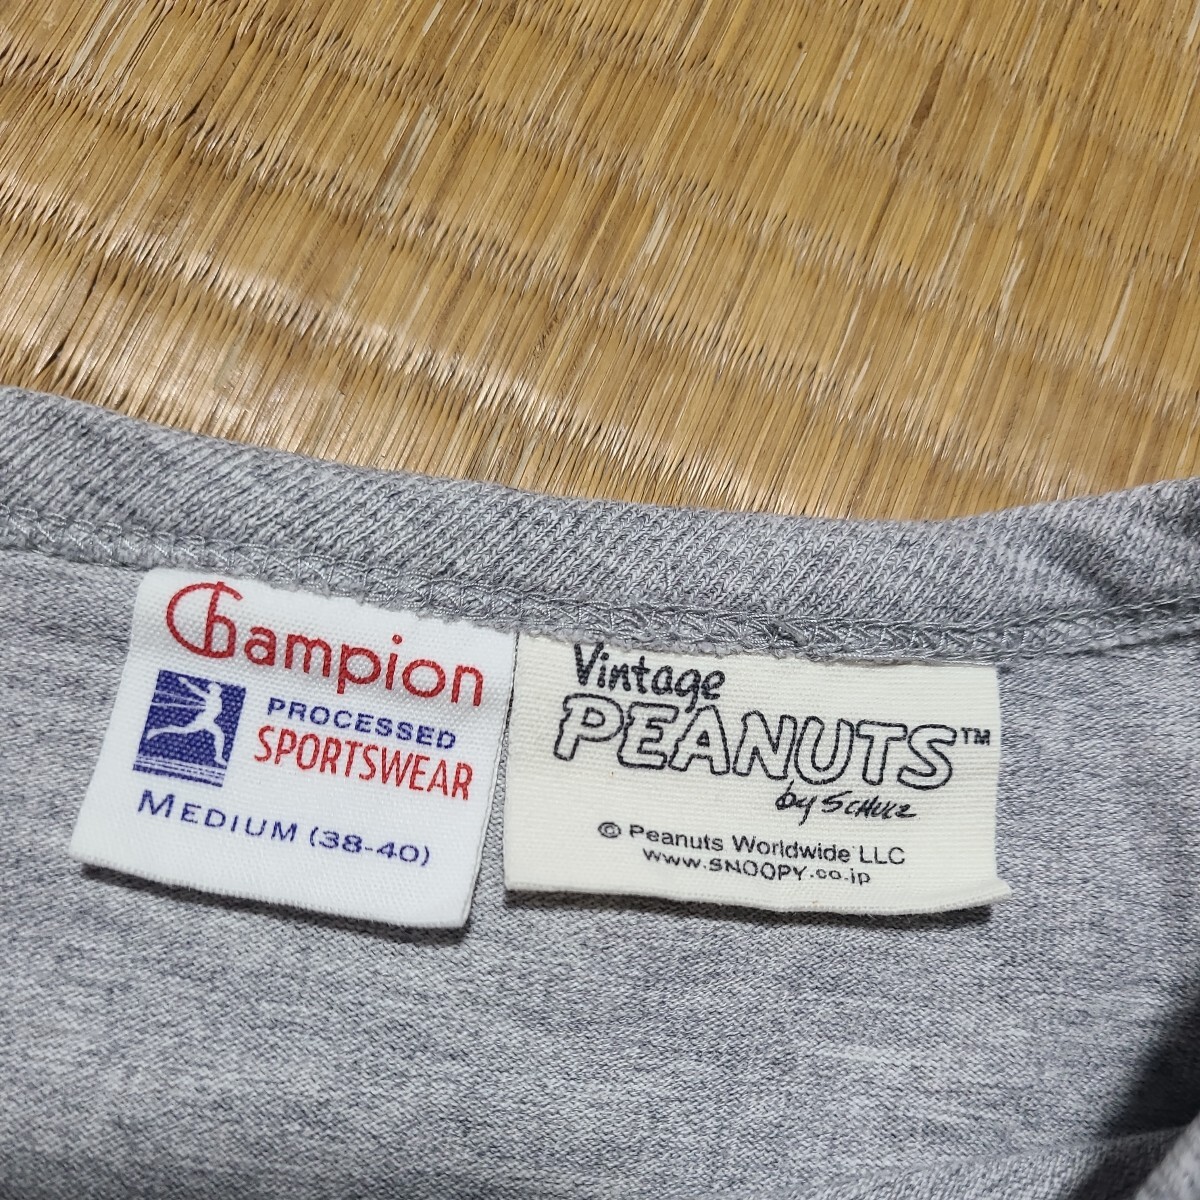 Champion
PROCESSED
SPORTSWEAR
MEDIUM (38-40)
Vintage
PEANUTS™
by SCHULZ
© Peanuts Worldwide LLC
www.SNOOPY.co.jp